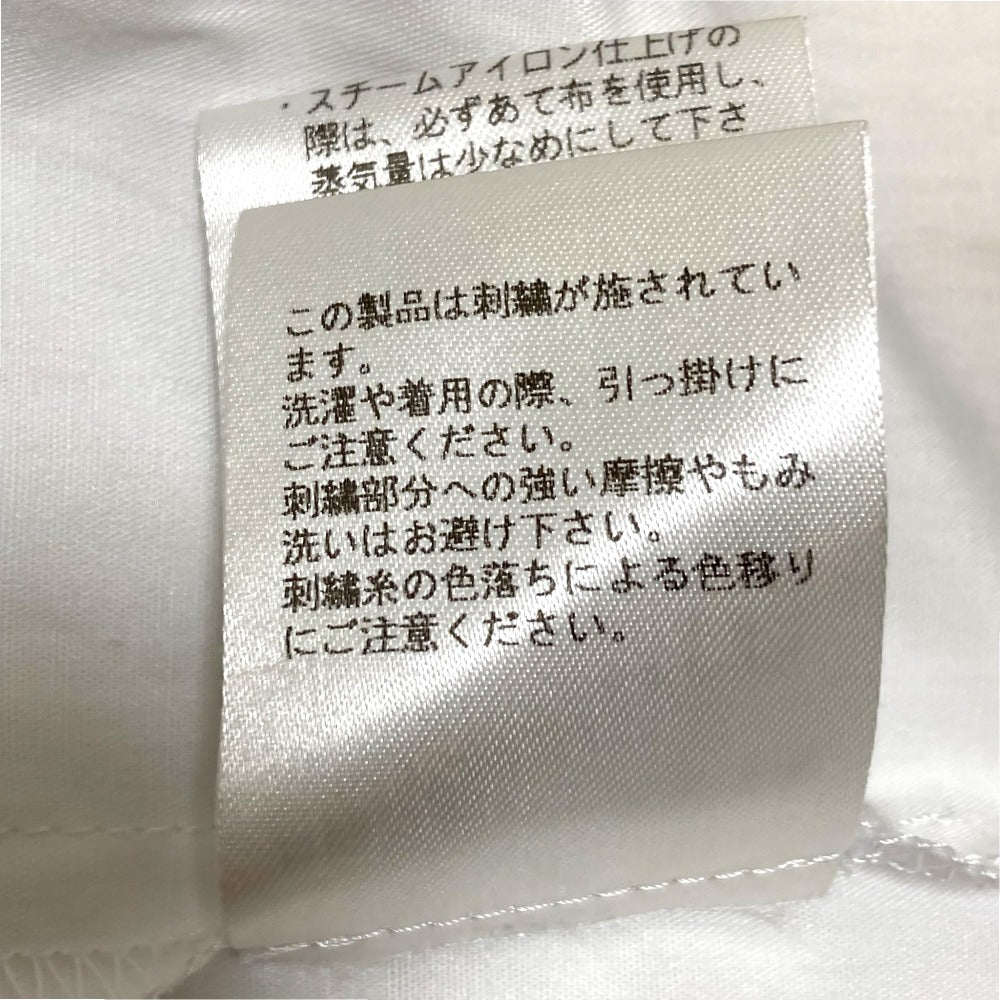 ・スチームアイロン仕上げの
際は、必ずあて布を使用し、
蒸気量は少なめにして下さ
この製品は刺繍が施されてい
ます。
洗濯や着用の際、引っ掛けに
ご注意ください。
刺繍部分への強い摩擦やもみ
洗いはお避け下さい。
刺繍糸の色落ちによる色移り
にご注意ください。